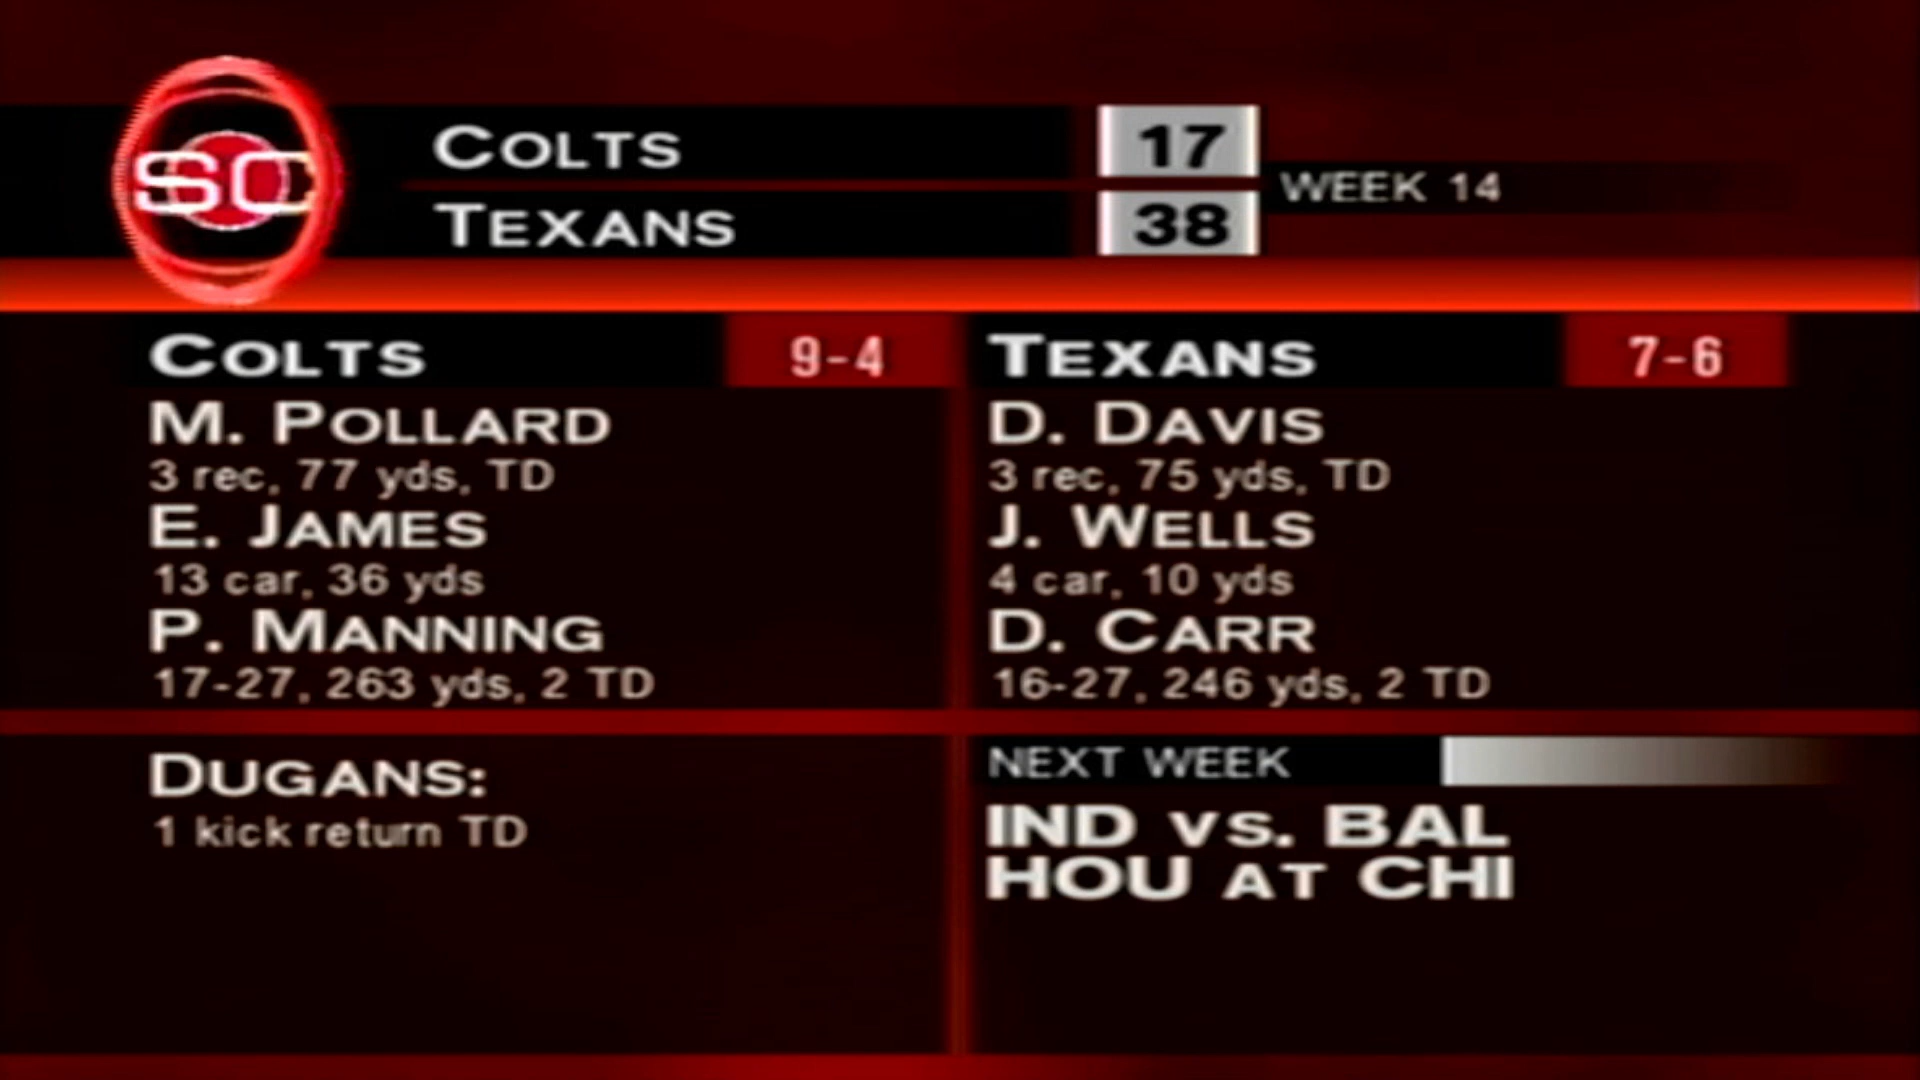 SC
COLTS 17
WEEK 14
TEXANS 38
COLTS 9-4
M. POLLARD
3 rec, 77 yds, TD
E. JAMES
13 car, 36 yds
P. MANNING
17-27, 263 yds, 2 TD
TEXANS 7-6
D. DAVIS
3 rec, 75 yds, TD
J. WELLS
4 car, 10 yds
D. CARR
16-27, 246 yds, 2 TD
DUGANS:
1 kick return TD
NEXT WEEK
IND VS. BAL
HOU AT CHI